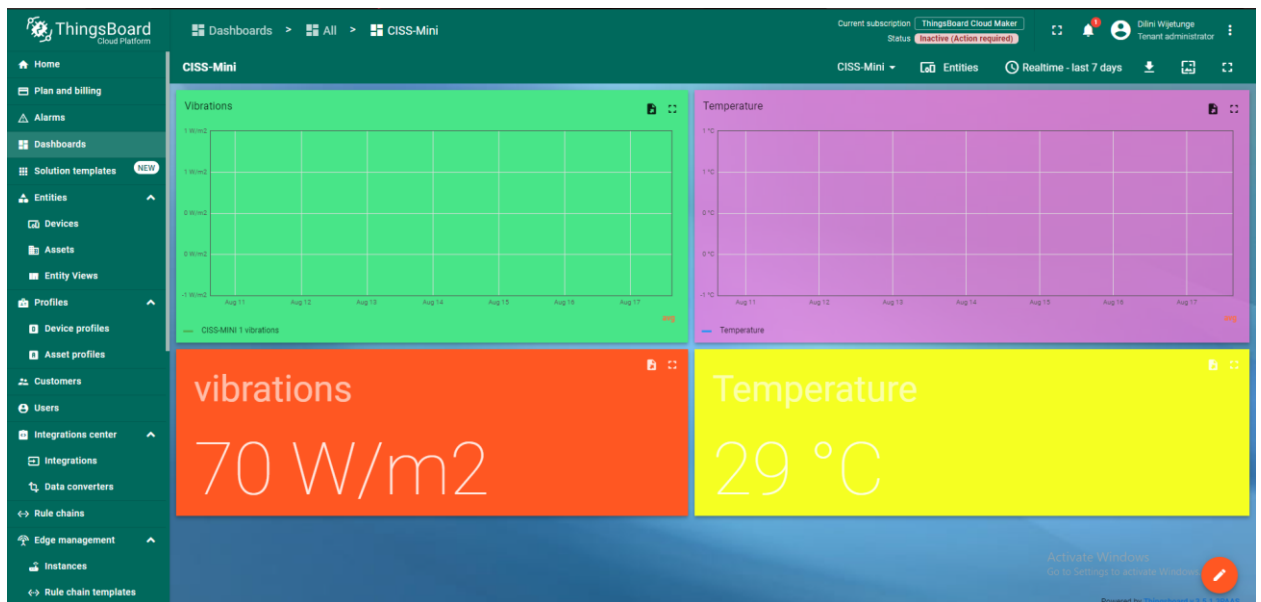 ThingsBoard
Cloud Platform
Dashboards > All > CISS-Mini
Current subscription ThingsBoard Cloud Maker
Status Inactive (Action required)
1
Dilini Wijetunge
Tenant administrator
Home
Plan and billing
Alarms
Dashboards
Solution templates NEW
Entities
Devices
Assets
Entity Views
Profiles
Device profiles
Asset profiles
Customers
Users
Integrations center
Integrations
Data converters
Rule chains
Edge management
Instances
Rule chain templates
CISS-Mini
CISS-Mini
Entities
Realtime - last 7 days
Vibrations
1 W/m2
1 W/m2
0 W/m2
0 W/m2
-1 W/m2
Aug 11 Aug 12 Aug 13 Aug 14 Aug 15 Aug 16 Aug 17
avg
CISS-MINI 1 vibrations
Temperature
1 °C
1 °C
0 °C
0 °C
-1 °C
Aug 11 Aug 12 Aug 13 Aug 14 Aug 15 Aug 16 Aug 17
avg
Temperature
vibrations
70 W/m2
Temperature
29 °C
Activate Windows
Go to Settings to activate Windows
Powered by Thingsboard